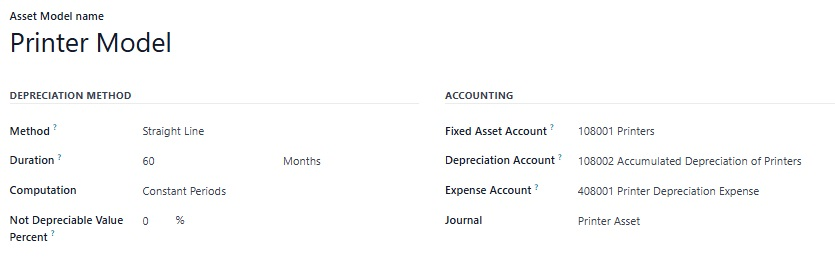 Asset Model name
Printer Model
DEPRECIATION METHOD
Method ?
Straight Line
Duration ?
60
Months
Computation
Constant Periods
Not Depreciable Value
Percent ?
0
%
ACCOUNTING
Fixed Asset Account ?
108001 Printers
Depreciation Account ?
108002 Accumulated Depreciation of Printers
Expense Account ?
408001 Printer Depreciation Expense
Journal
Printer Asset